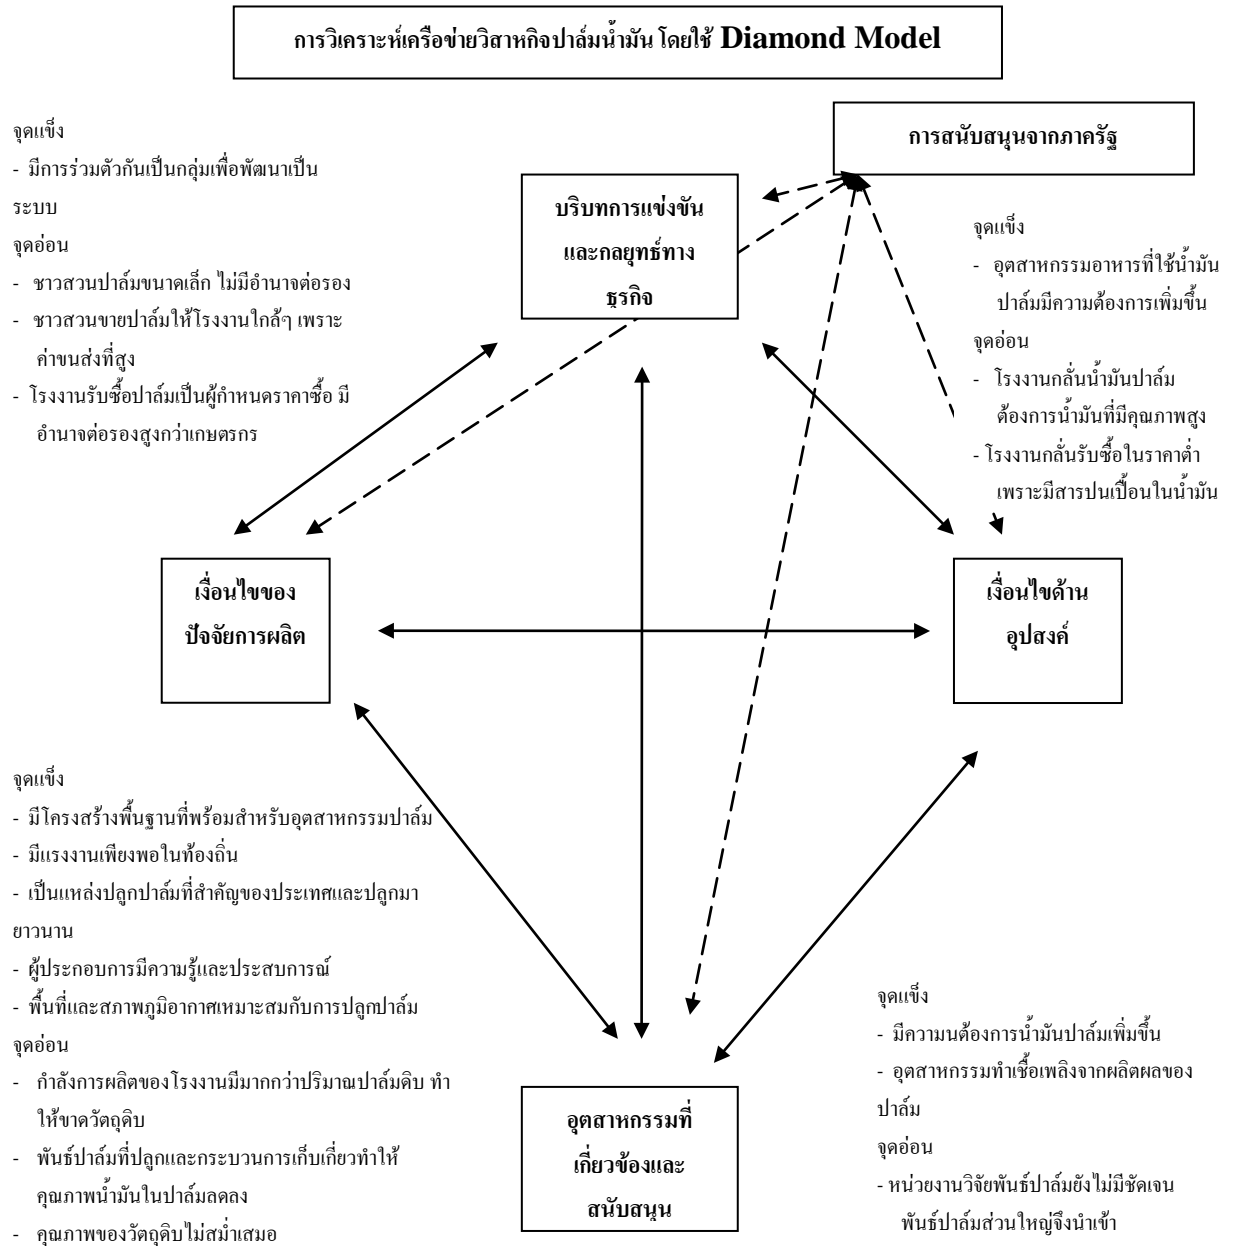 การวิเคราะห์เครือข่ายวิสาหกิจปาล์มน้ำมัน โดยใช้ Diamond Model
การสนับสนุนจากภาครัฐ
จุดแข็ง
- มีการร่วมตัวกันเป็นกลุ่มเพื่อพัฒนาเป็น
ระบบ
จุดอ่อน
- ชาวสวนปาล์มขนาดเล็ก ไม่มีอำนาจต่อรอง
- ชาวสวนขายปาล์มให้โรงงานใกล้ๆ เพราะ
ค่าขนส่งที่สูง
- โรงงานรับซื้อปาล์มเป็นผู้กำหนดราคาซื้อ มี
อำนาจต่อรองสูงกว่าเกษตรกร
บริบทการแข่งขัน
และกลยุทธ์ทาง
ธุรกิจ
จุดแข็ง
- อุตสาหกรรมอาหารที่ใช้น้ำมัน
ปาล์มมีความต้องการเพิ่มขึ้น
จุดอ่อน
- โรงงานกลั่นน้ำมันปาล์ม
ต้องการน้ำมันที่มีคุณภาพสูง
- โรงงานกลั่นรับซื้อในราคาต่ำ
เพราะมีสารปนเปื้อนในน้ำมัน
เงื่อนไขของ
ปัจจัยการผลิต
เงื่อนไขด้าน
อุปสงค์
จุดแข็ง
- มีโครงสร้างพื้นฐานที่พร้อมสำหรับอุตสาหกรรมปาล์ม
- มีแรงงานเพียงพอในท้องถิ่น
- เป็นแหล่งปลูกปาล์มที่สำคัญของประเทศและปลูกมา
ยาวนาน
- ผู้ประกอบการมีความรู้และประสบการณ์
- พื้นที่และสภาพภูมิอากาศเหมาะสมกับการปลูกปาล์ม
จุดอ่อน
- กำลังการผลิตของโรงงานมีมากกว่าปริมาณปาล์มดิบ ทำ
ให้ขาดวัตถุดิบ
- พันธ์ปาล์มที่ปลูกและกระบวนการเก็บเกี่ยวทำให้
คุณภาพน้ำมันในปาล์มลดลง
- คุณภาพของวัตถุดิบไม่สม่ำเสมอ
อุตสาหกรรมที่
เกี่ยวข้องและ
สนับสนุน
จุดแข็ง
- มีความนต้องการน้ำมันปาล์มเพิ่มขึ้น
- อุตสาหกรรมทำเชื้อเพลิงจากผลิตผลของ
ปาล์ม
จุดอ่อน
- หน่วยงานวิจัยพันธ์ปาล์มยังไม่มีชัดเจน
พันธ์ปาล์มส่วนใหญ่จึงนำเข้า